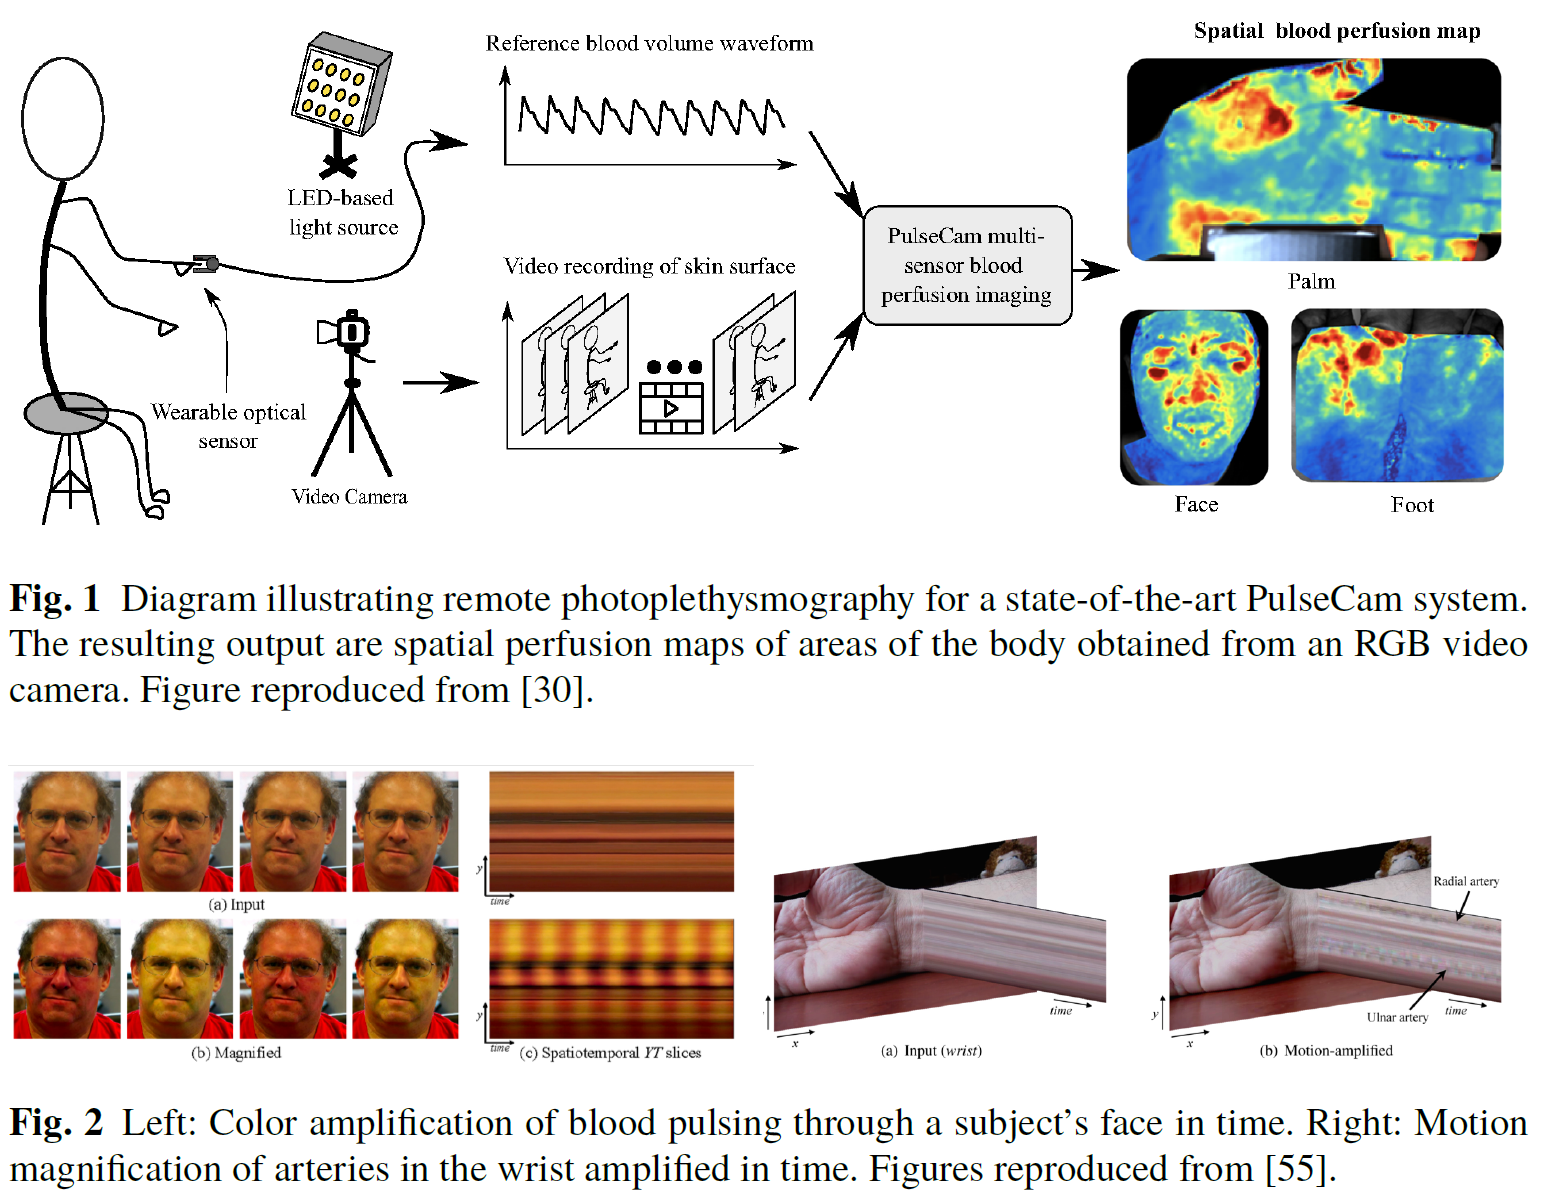 Spatial blood perfusion map
Reference blood volume waveform
LED-based
light source
Video recording of skin surface
PulseCam multi-
sensor blood
perfusion imaging
Palm
Wearable optical
sensor
Video Camera
Face
Foot
Fig. 1 Diagram illustrating remote photoplethysmography for a state-of-the-art PulseCam system.
The resulting output are spatial perfusion maps of areas of the body obtained from an RGB video
camera. Figure reproduced from [30].
y
time
(a) Input
y
time
(b) Magnified
(c) Spatiotemporal YT slices
time
x
(a) Input (wrist)
Radial artery
Ulnar artery
y
time
x
(b) Motion-amplified
Fig. 2 Left: Color amplification of blood pulsing through a subject's face in time. Right: Motion
magnification of arteries in the wrist amplified in time. Figures reproduced from [55].